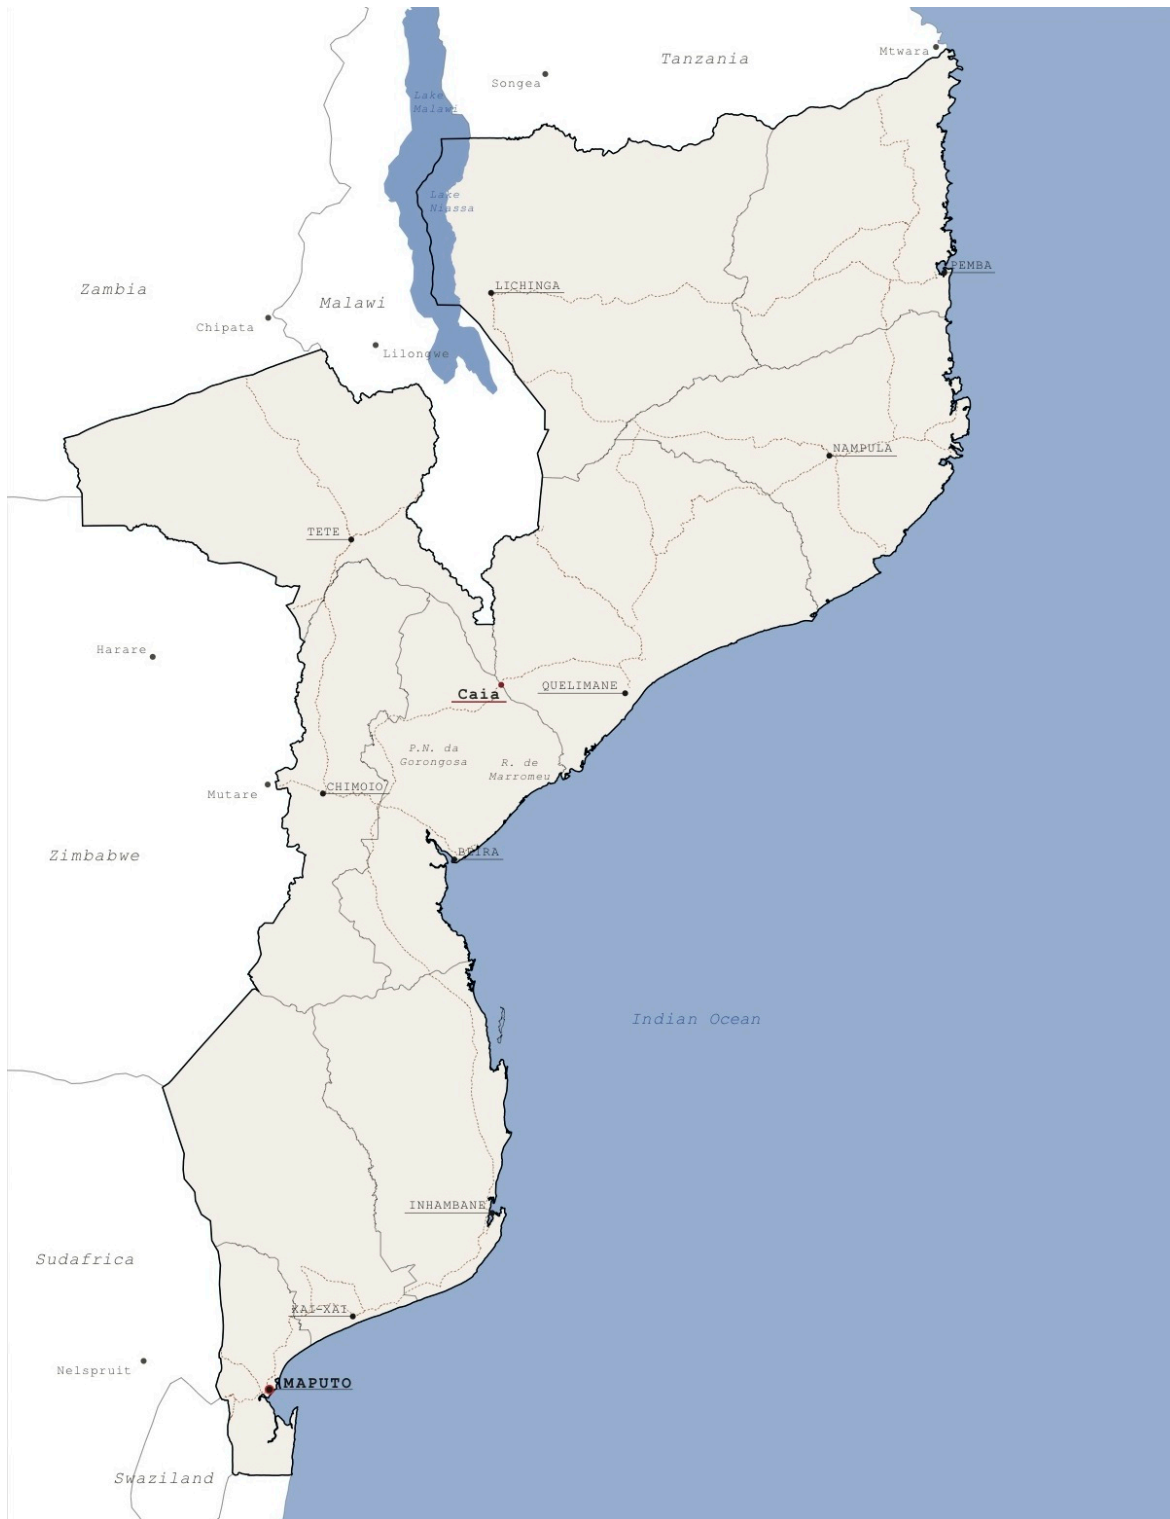 Mtwara
Tanzania
Songea
Lake
Malawi
Lake
Niassa
PEMBA
LICHINGA
Zambia
Malawi
Chipata
Lilongwe
NAMPULA
TETE
Harare
Caia
QUELIMANE
P.N. da
Gorongosa
R. de
Marromeu
CHIMOIO
Mutare
Zimbabwe
BEIRA
Indian Ocean
INHAMBANE
Sudafrica
XAI-XAI
Nelspruit
MAPUTO
Swaziland